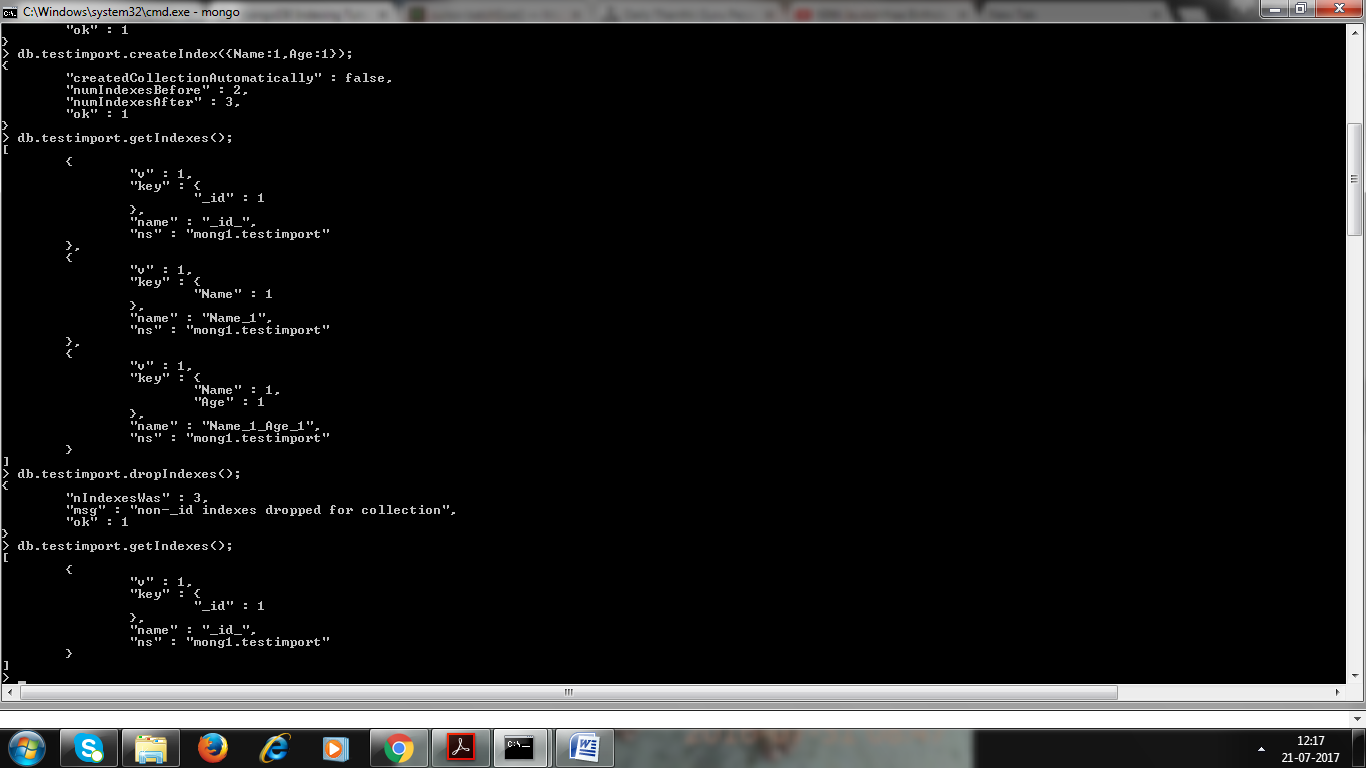 C:\Windows\system32\cmd.exe - mongo
"ok" : 1
}
> db.testimport.createIndex({Name:1,Age:1});
{
"createdCollectionAutomatically" : false,
"numIndexesBefore" : 2,
"numIndexesAfter" : 3,
"ok" : 1
}
> db.testimport.getIndexes();
[
{
"v" : 1,
"key" : {
"_id" : 1
},
"name" : "_id_",
"ns" : "mong1.testimport"
},
{
"v" : 1,
"key" : {
"Name" : 1
},
"name" : "Name_1",
"ns" : "mong1.testimport"
},
{
"v" : 1,
"key" : {
"Name" : 1,
"Age" : 1
},
"name" : "Name_1_Age_1",
"ns" : "mong1.testimport"
}
]
> db.testimport.dropIndexes();
{
"nIndexesWas" : 3,
"msg" : "non-_id indexes dropped for collection",
"ok" : 1
}
> db.testimport.getIndexes();
[
{
"v" : 1,
"key" : {
"_id" : 1
},
"name" : "_id_",
"ns" : "mong1.testimport"
}
]
>
12:17
21-07-2017